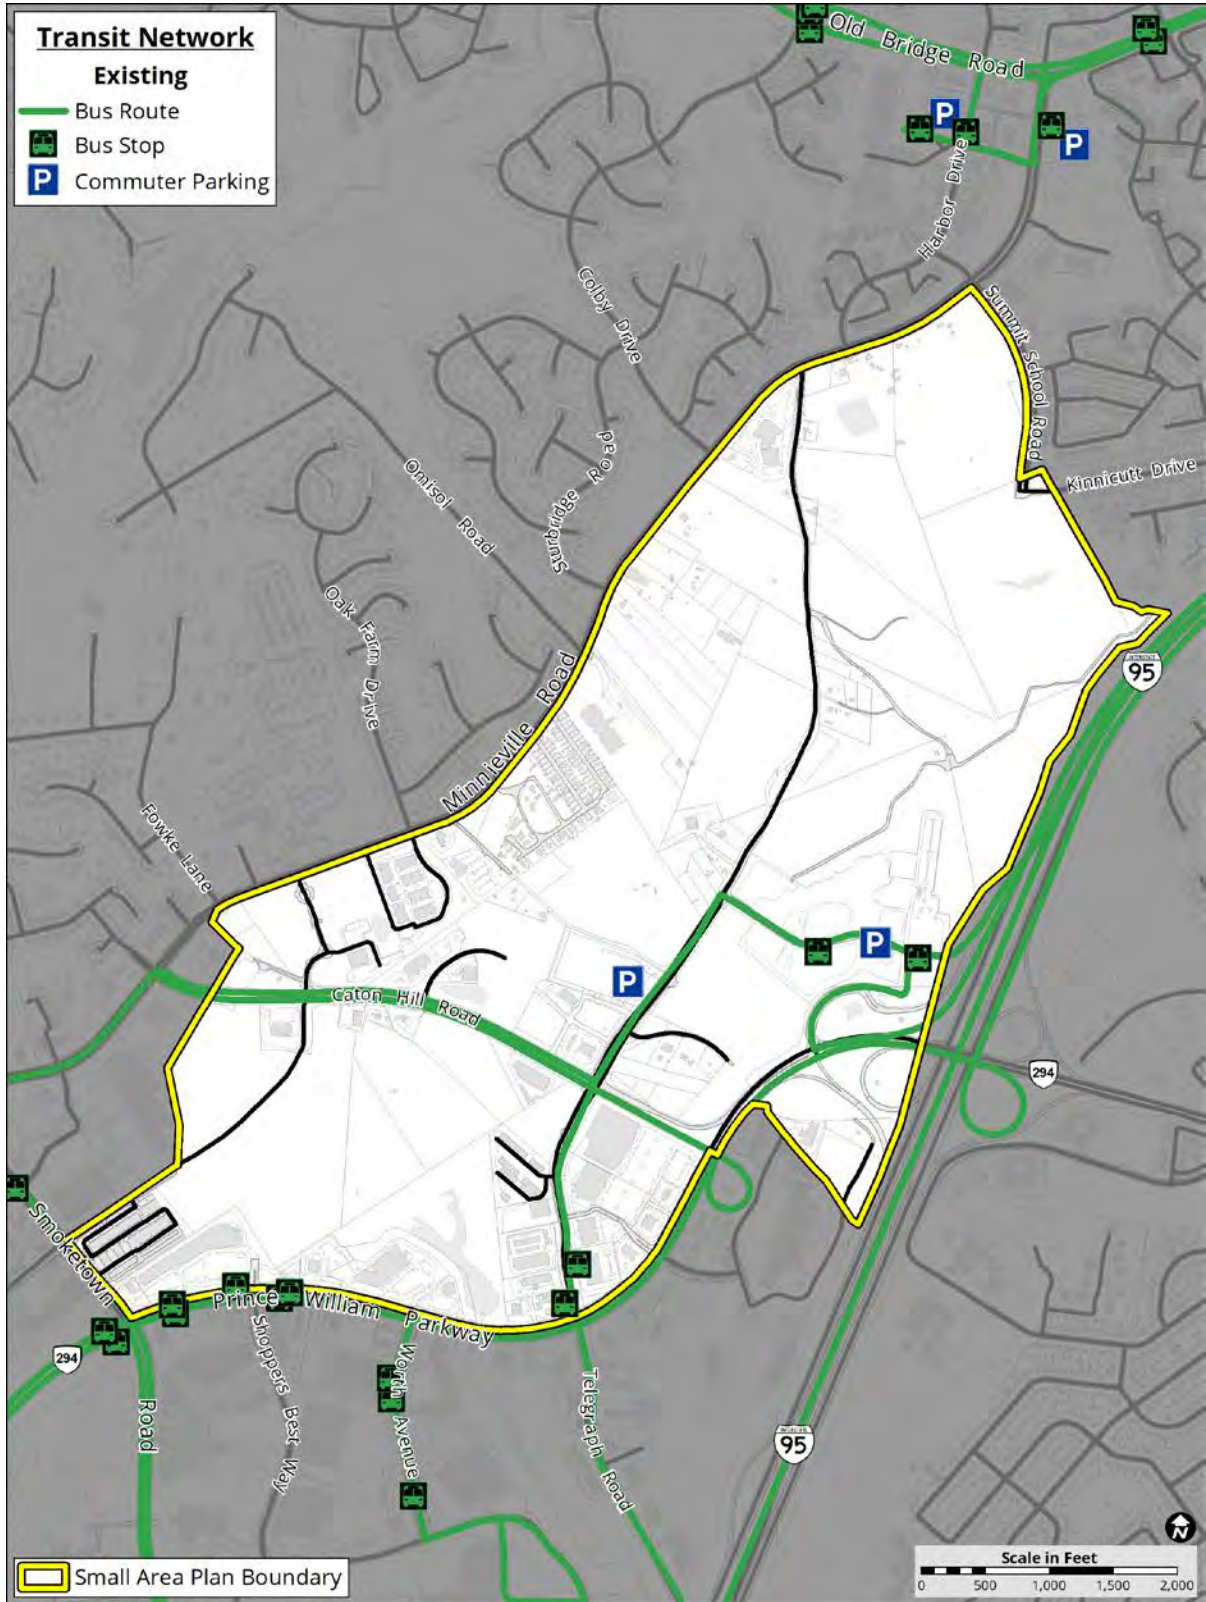 Transit Network
Existing
Bus Route
Bus Stop
P Commuter Parking
Old Bridge Road
P
P
Harbor Drive
Colby Drive
Summit School Road
Kinnicutt Drive
Omisol Road
Sturbridge Road
Oak Farm Drive
Minnieville Road
95
Fowke Lane
P
P
Caton Hill Road
294
Smoketown Road
Prince William Parkway
294
Shoppers Best Way
Worth Avenue
Telegraph Road
95
N
Small Area Plan Boundary
Scale in Feet
0 500 1,000 1,500 2,000